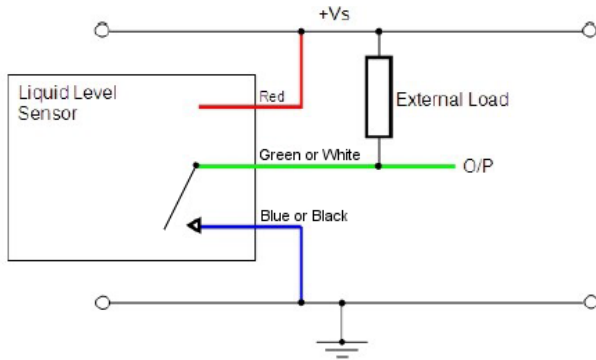 +Vs
Liquid Level
Sensor
Red
External Load
Green or White
O/P
Blue or Black